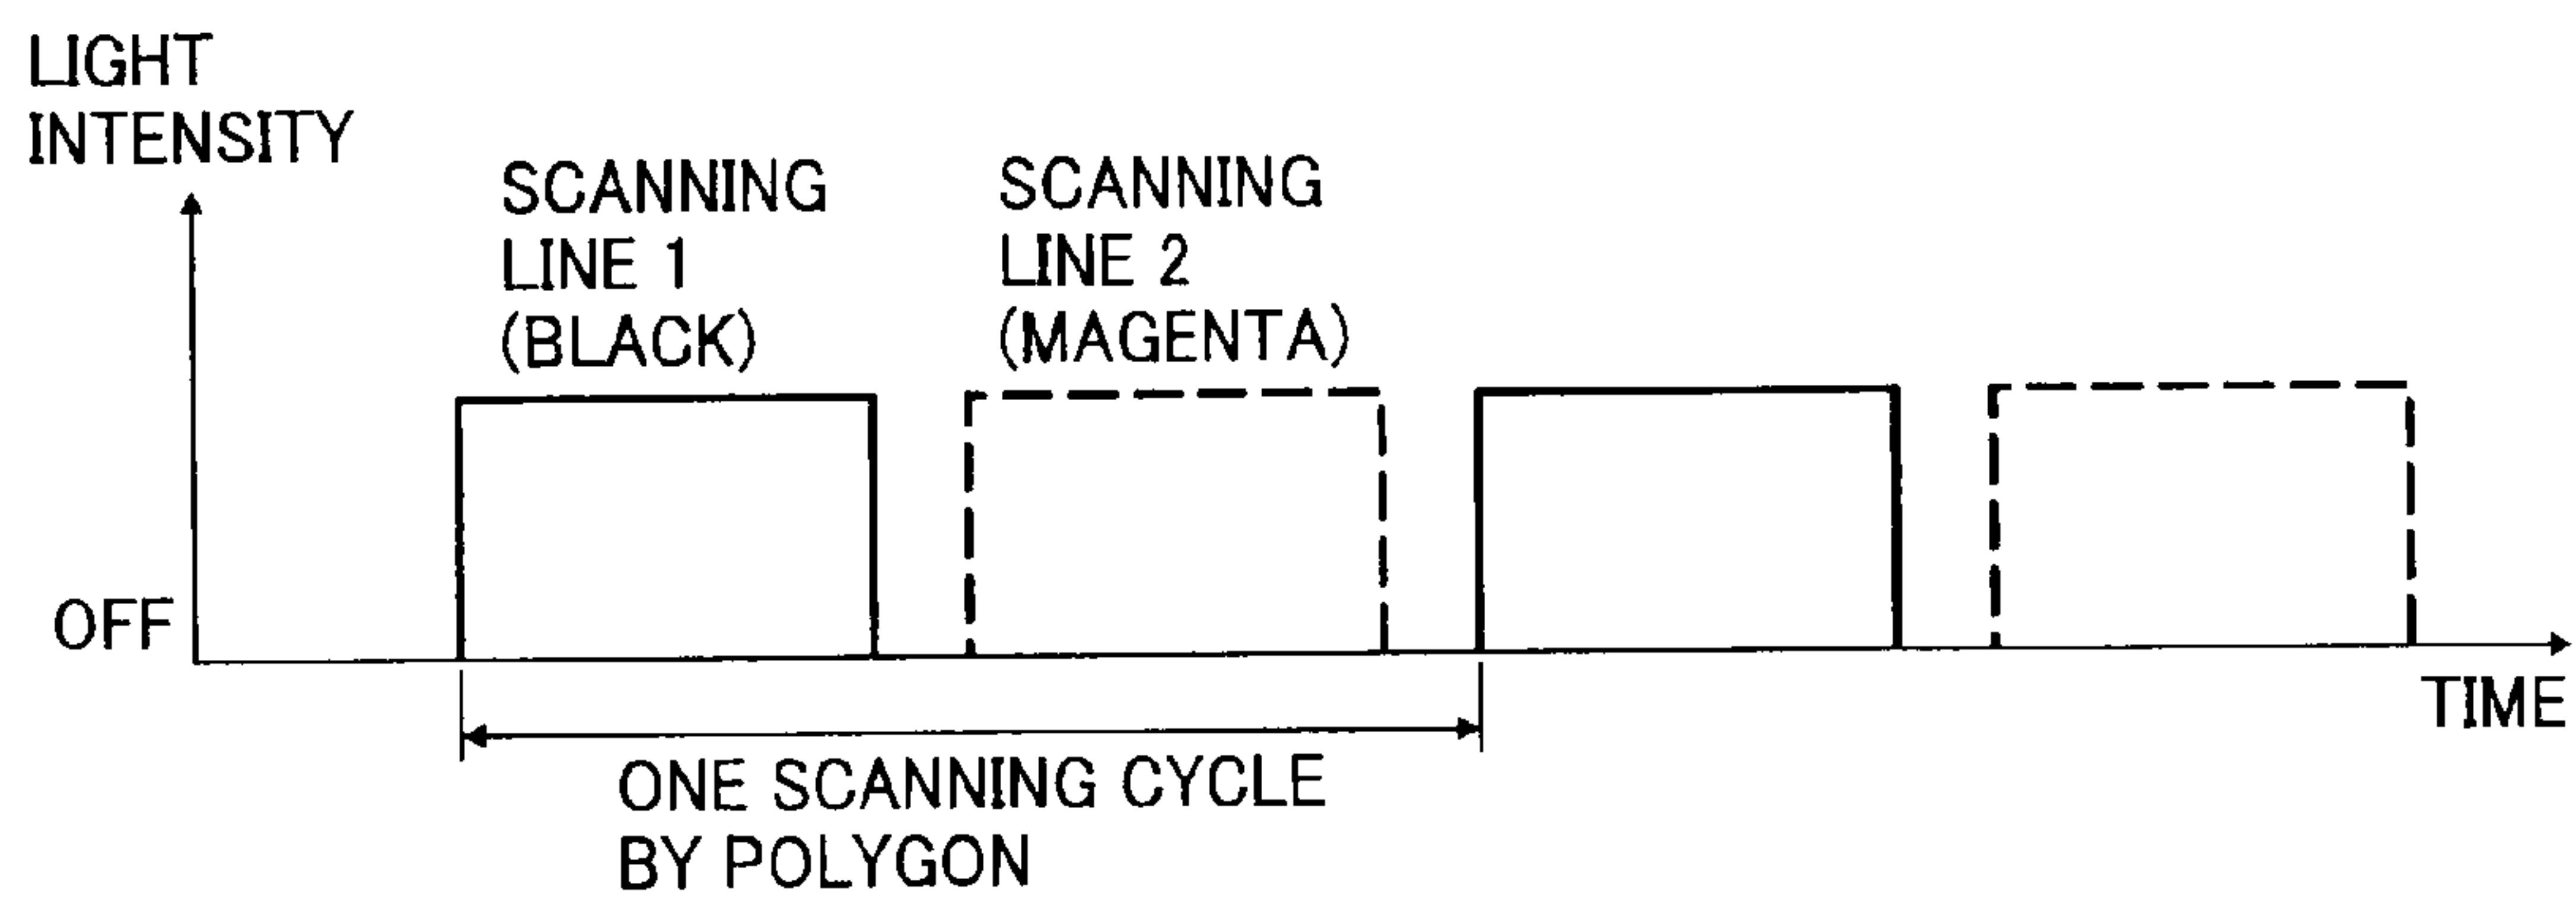 LIGHT
INTENSITY
SCANNING
LINE 1
(BLACK)
SCANNING
LINE 2
(MAGENTA)
OFF
TIME
ONE SCANNING CYCLE
BY POLYGON